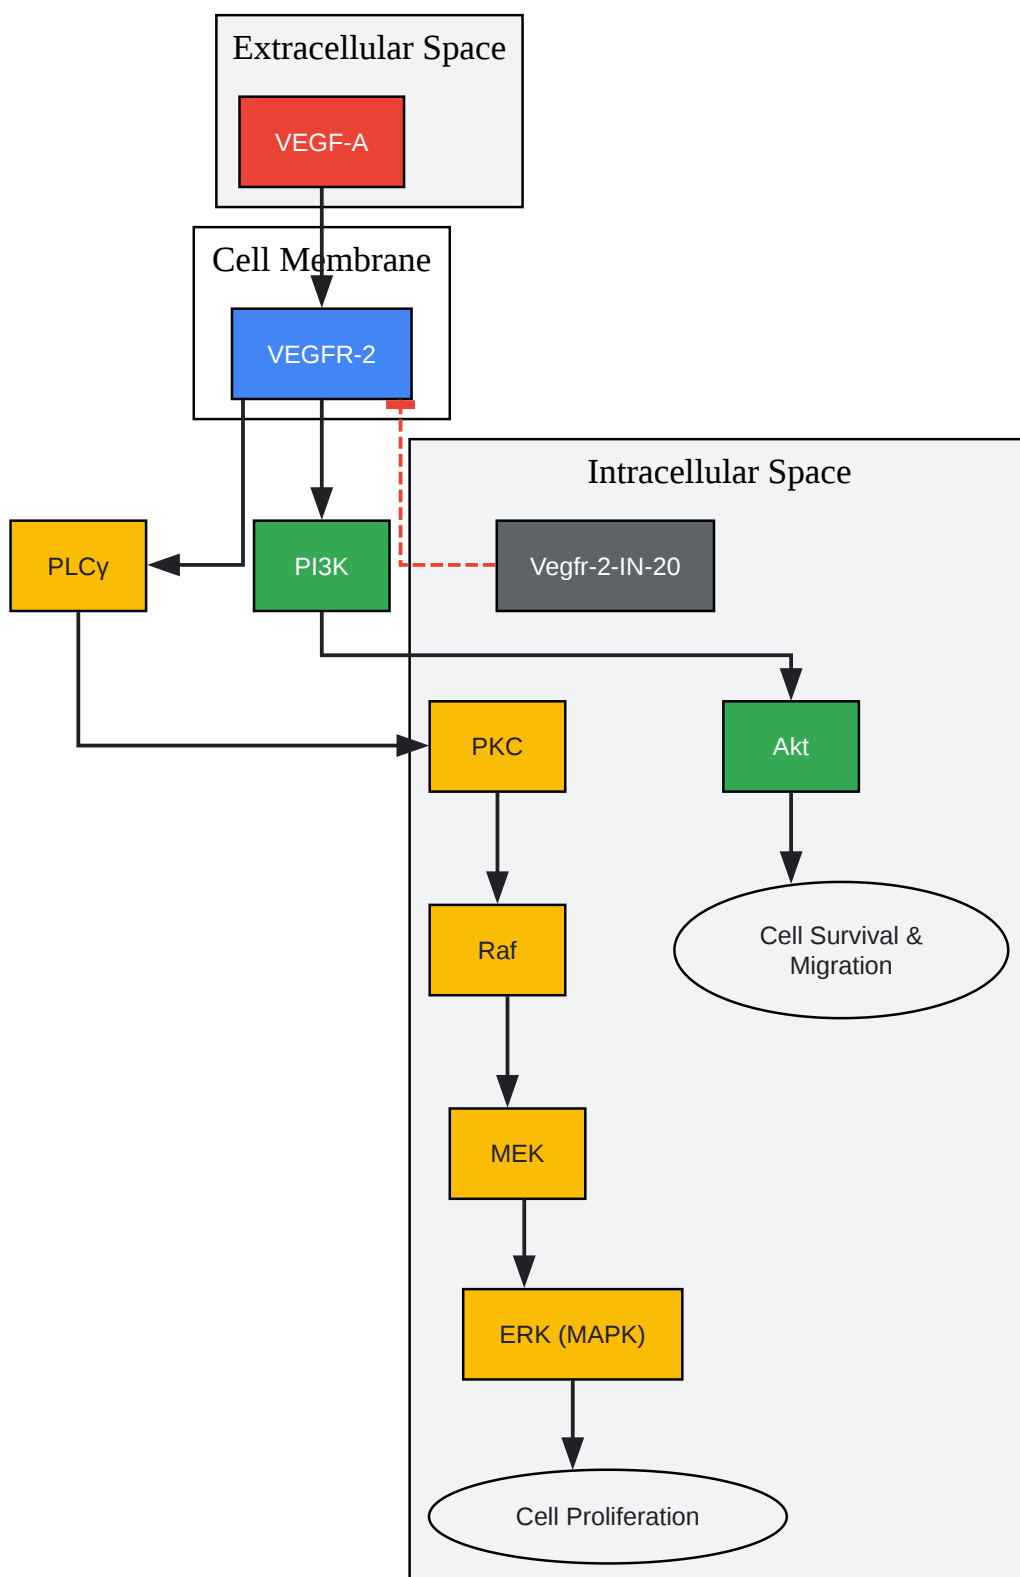 Extracellular Space
VEGF-A
Cell Membrane
VEGFR-2
Intracellular Space
PLCγ
PI3K
Vegfr-2-IN-20
PKC
Akt
Raf
Cell Survival &
Migration
MEK
ERK (MAPK)
Cell Proliferation